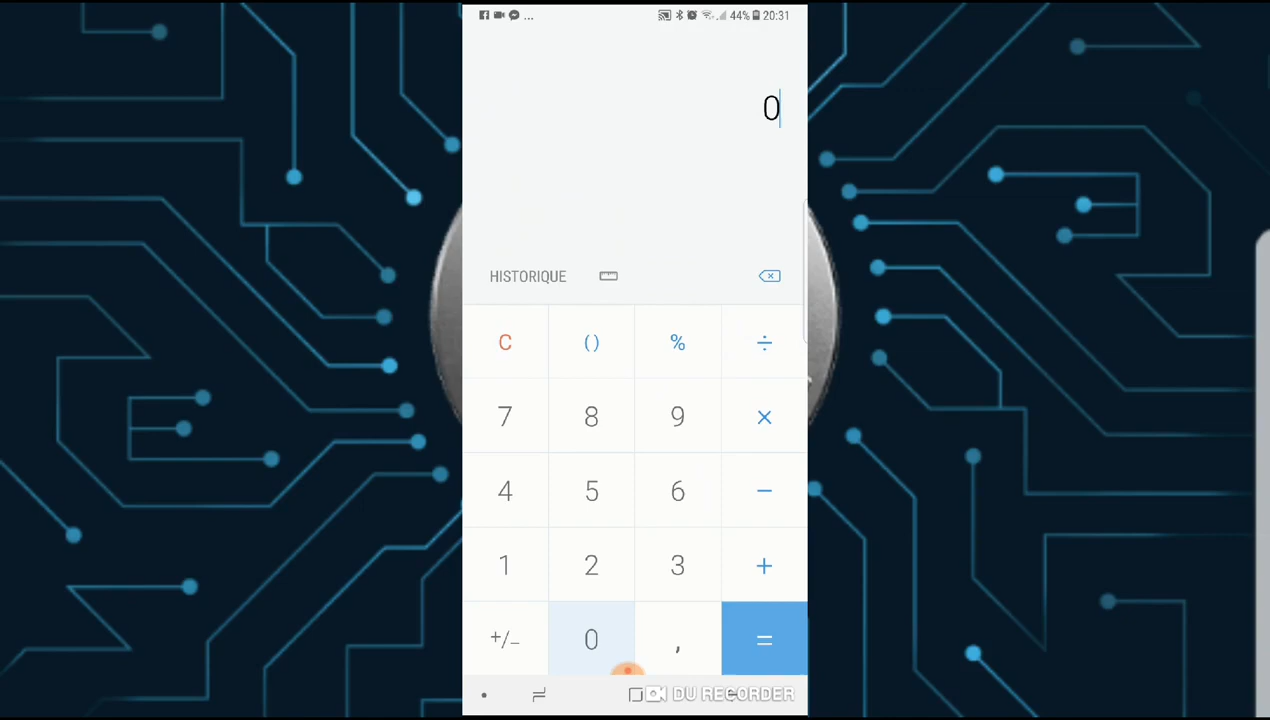 ... 44% 20:31
0
HISTORIQUE
C () % ÷
7 8 9 ×
4 5 6 −
1 2 3 +
+/− 0 , =
DU RECORDER